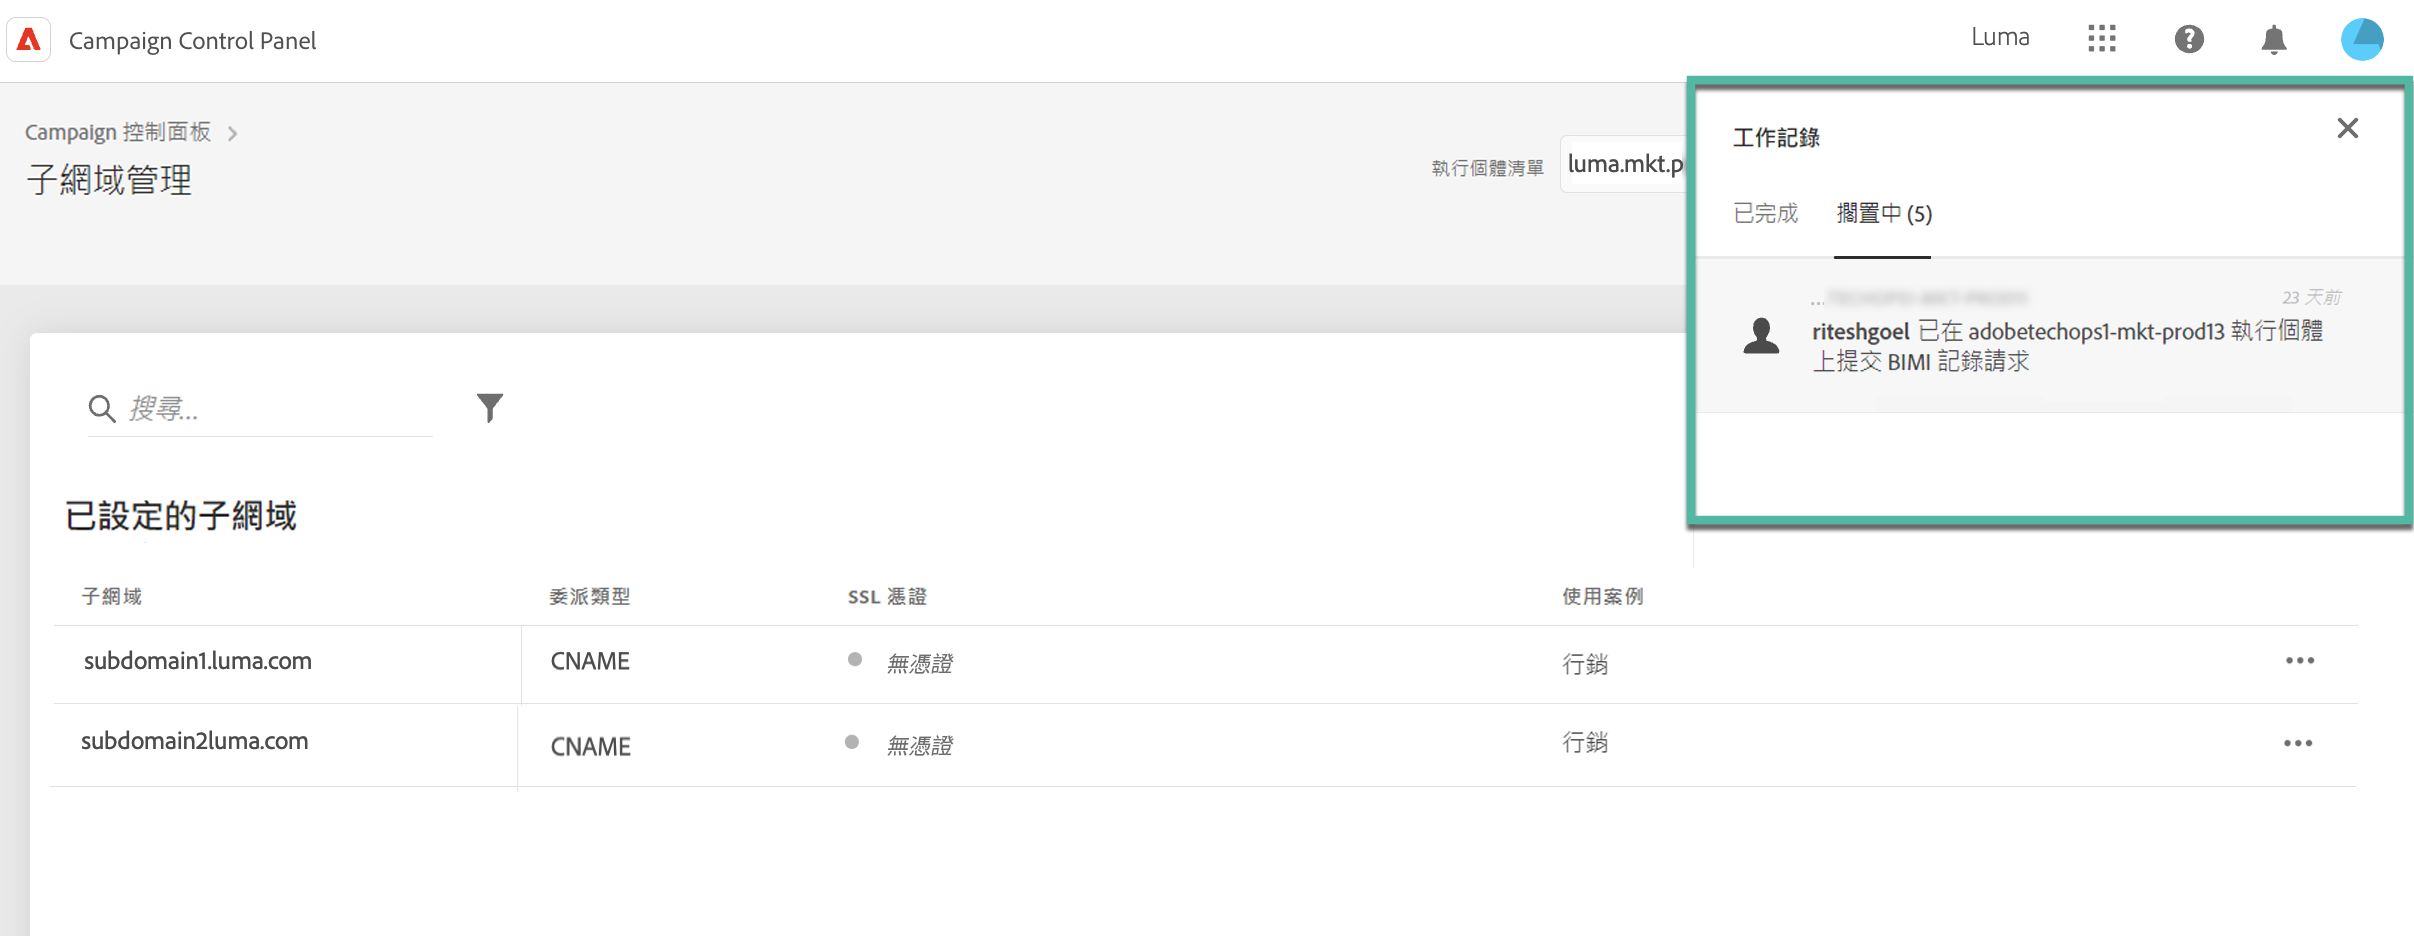 Campaign Control Panel
Luma
Campaign 控制面板
子網域管理
執行個體清單
luma.mkt.p
工作記錄
已完成 擱置中 (5)
... 23 天前
riteshgoel 已在 adobetechops1-mkt-prod13 執行個體
上提交 BIMI 記錄請求
搜尋...
已設定的子網域
子網域 委派類型 SSL 憑證 使用案例
subdomain1.luma.com CNAME 無憑證 行銷
subdomain2luma.com CNAME 無憑證 行銷